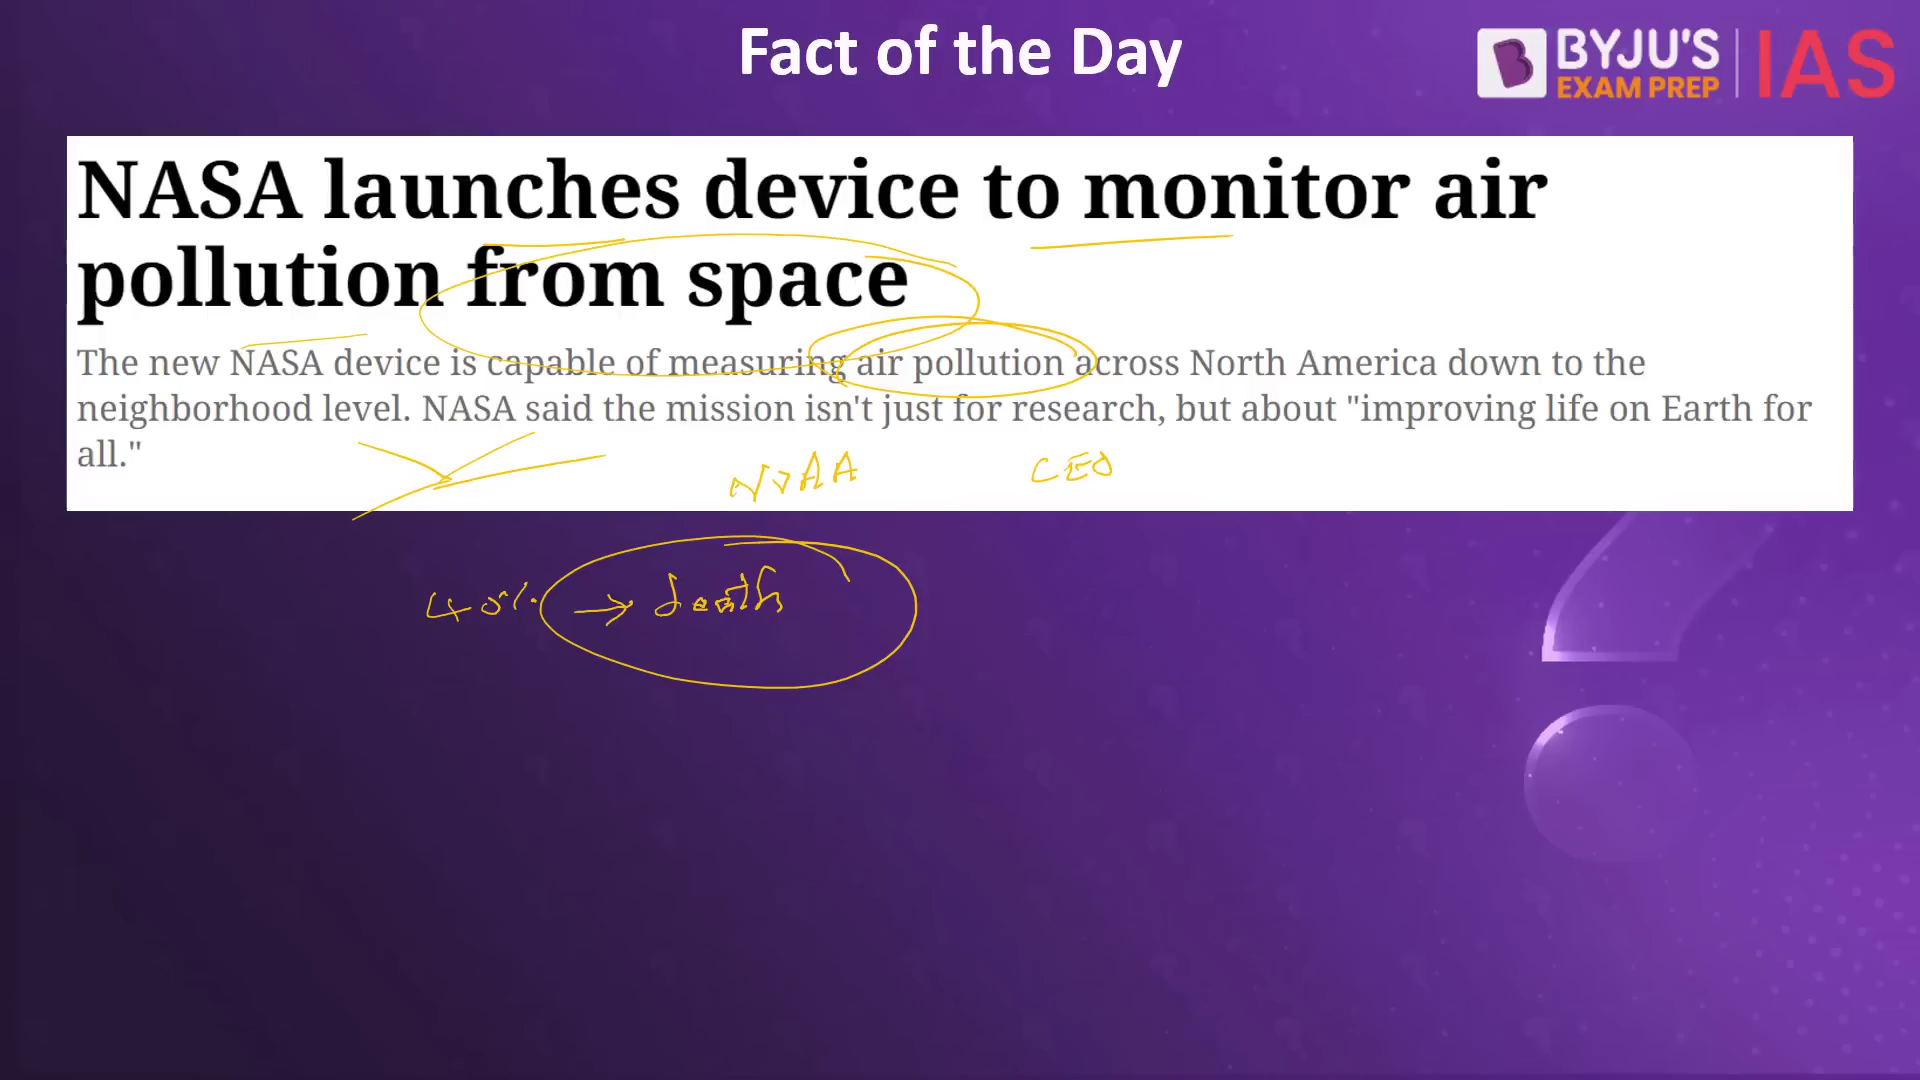 Fact of the Day
BYJU'S
EXAM PREP
IAS
NASA launches device to monitor air
pollution from space
The new NASA device is capable of measuring air pollution across North America down to the
neighborhood level. NASA said the mission isn't just for research, but about "improving life on Earth for
all."
NOAA CEO
40% → death